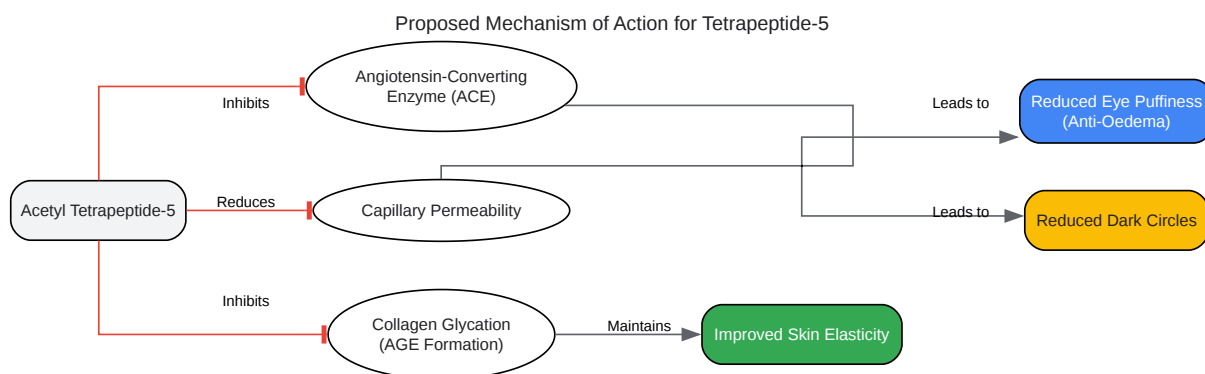 Proposed Mechanism of Action for Tetrapeptide-5
Angiotensin-Converting
Enzyme (ACE)
Inhibits
Leads to
Reduced Eye Puffiness
(Anti-Oedema)
Acetyl Tetrapeptide-5
Reduces
Capillary Permeability
Leads to
Reduced Dark Circles
Inhibits
Collagen Glycation
(AGE Formation)
Maintains
Improved Skin Elasticity